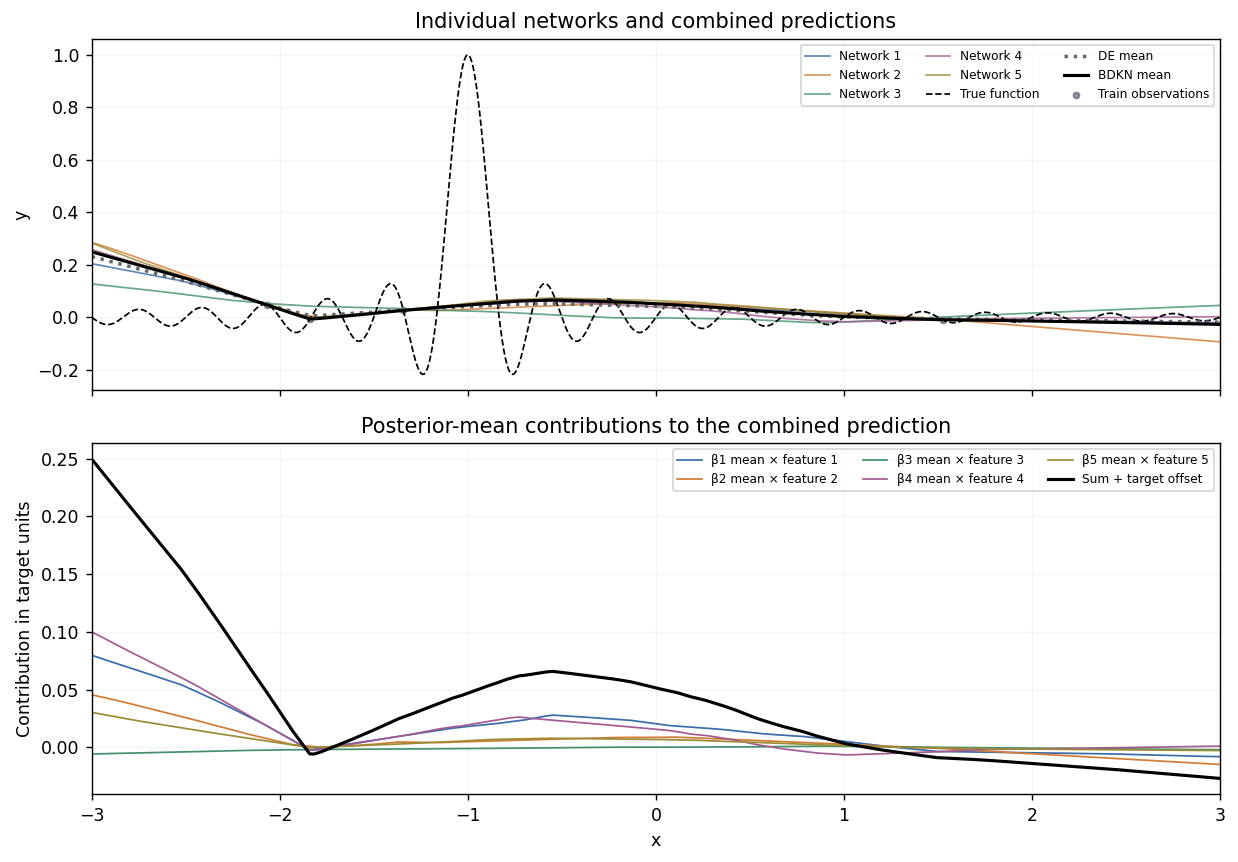 Individual networks and combined predictions
1.0
0.8
0.6
0.4
0.2
0.0
−0.2
y
Network 1
Network 2
Network 3
Network 4
Network 5
True function
DE mean
BDKN mean
Train observations
Posterior-mean contributions to the combined prediction
0.25
0.20
0.15
0.10
0.05
0.00
Contribution in target units
β1 mean × feature 1
β2 mean × feature 2
β3 mean × feature 3
β4 mean × feature 4
β5 mean × feature 5
Sum + target offset
−3
−2
−1
0
1
2
3
x